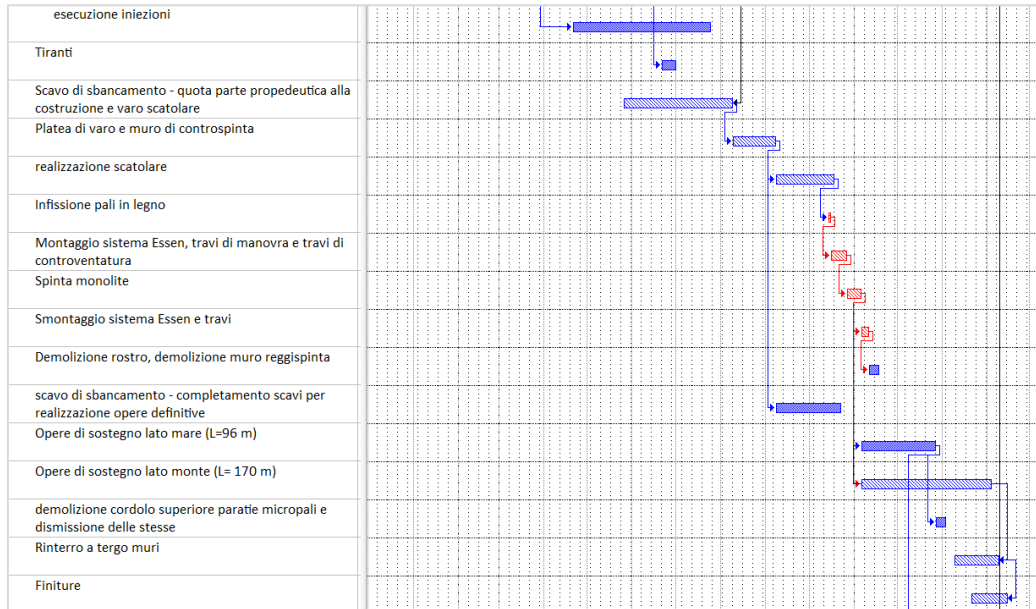 esecuzione iniezioni
Tiranti
Scavo di sbancamento - quota parte propedeutica alla
costruzione e varo scatolare
Platea di varo e muro di controspinta
realizzazione scatolare
Infissione pali in legno
Montaggio sistema Essen, travi di manovra e travi di
controventatura
Spinta monolite
Smontaggio sistema Essen e travi
Demolizione rostro, demolizione muro reggispinta
scavo di sbancamento - completamento scavi per
realizzazione opere definitive
Opere di sostegno lato mare (L=96 m)
Opere di sostegno lato monte (L= 170 m)
demolizione cordolo superiore paratie micropali e
dismissione delle stesse
Rinterro a tergo muri
Finiture